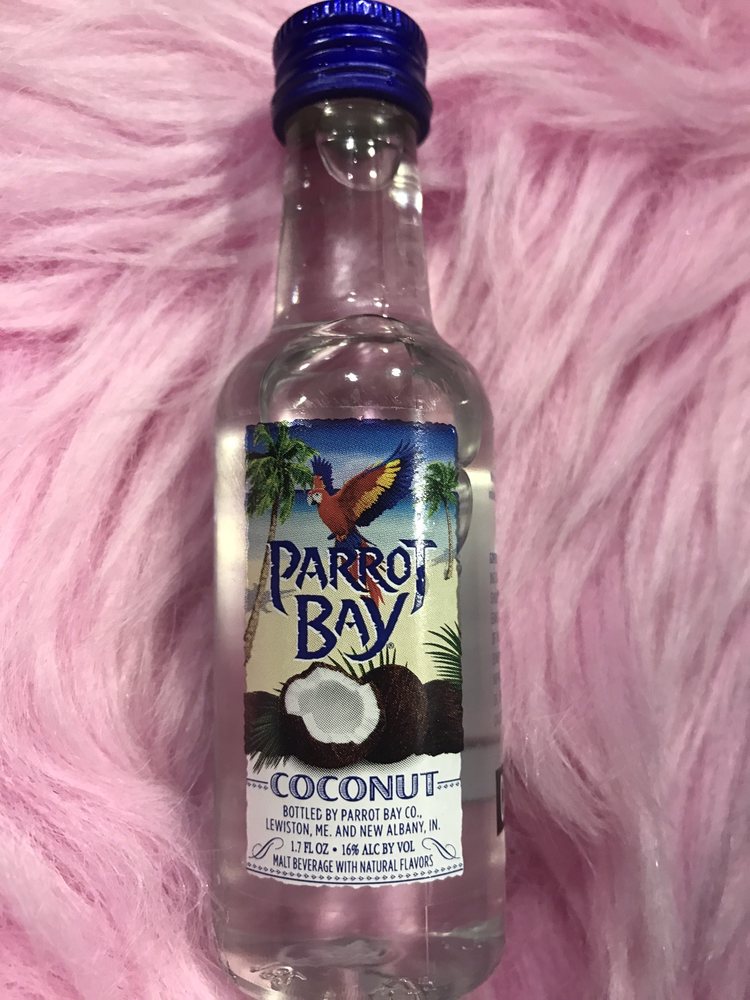 PARROT
BAY
COCONUT
BOTTLED BY PARROT BAY CO.,
LEWISTON, ME. AND NEW ALBANY, IN.
1.7 FL OZ • 16% ALC BY VOL
MALT BEVERAGE WITH NATURAL FLAVORS